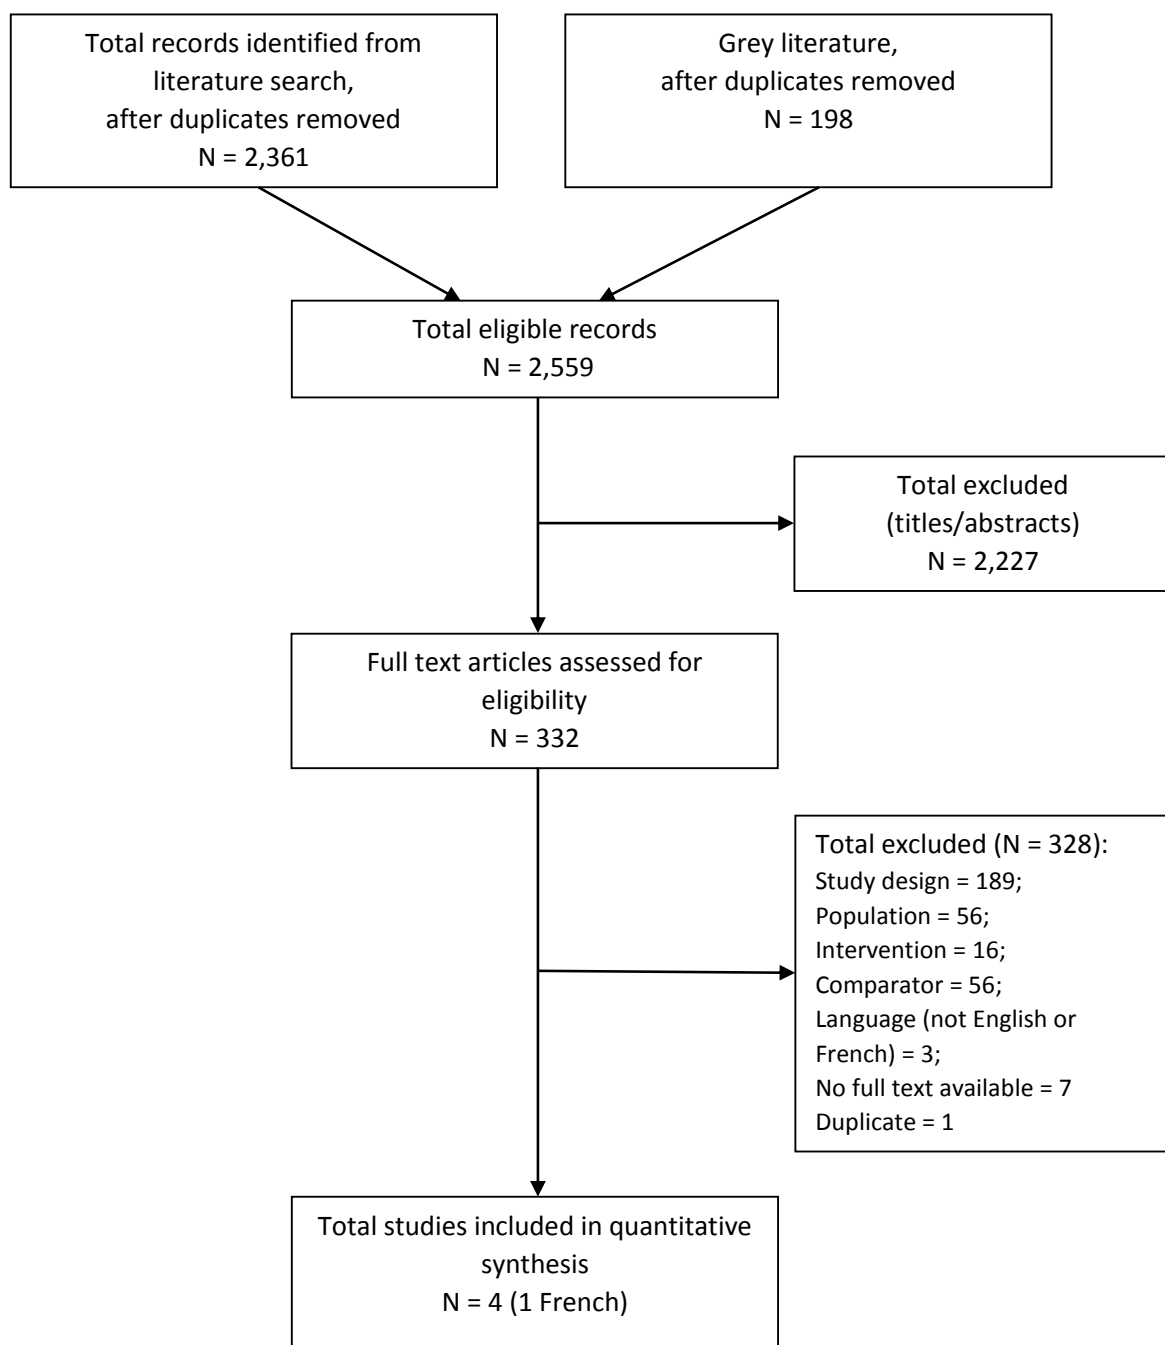 Total records identified from
literature search,
after duplicates removed
N = 2,361
Grey literature,
after duplicates removed
N = 198
Total eligible records
N = 2,559
Total excluded
(titles/abstracts)
N = 2,227
Full text articles assessed for
eligibility
N = 332
Total excluded (N = 328):
Study design = 189;
Population = 56;
Intervention = 16;
Comparator = 56;
Language (not English or
French) = 3;
No full text available = 7
Duplicate = 1
Total studies included in quantitative
synthesis
N = 4 (1 French)